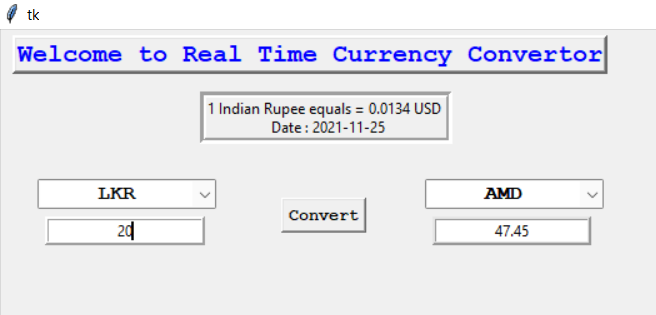 tk
Welcome to Real Time Currency Convertor
1 Indian Rupee equals = 0.0134 USD
Date : 2021-11-25
LKR
AMD
Convert
20
47.45